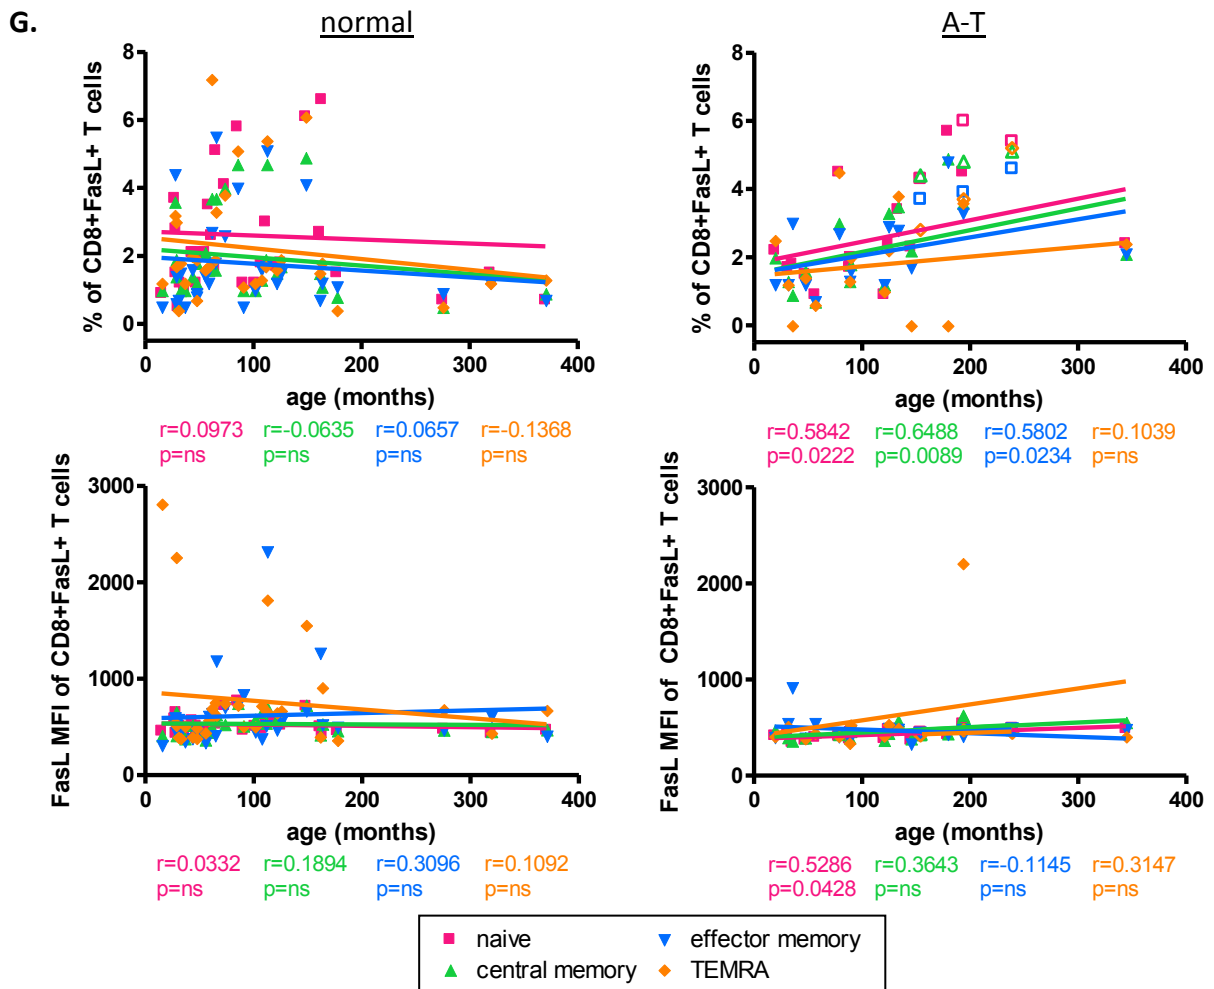 G.
normal
A-T
% of CD8+FasL+ T cells
8
6
4
2
0
0 100 200 300 400
age (months)
r=0.0973 r=-0.0635 r=0.0657 r=-0.1368
p=ns p=ns p=ns p=ns
% of CD8+FasL+ T cells
8
6
4
2
0
0 100 200 300 400
age (months)
r=0.5842 r=0.6488 r=0.5802 r=0.1039
p=0.0222 p=0.0089 p=0.0234 p=ns
FasL MFI of CD8+FasL+ T cells
3000
2000
1000
0
0 100 200 300 400
age (months)
r=0.0332 r=0.1894 r=0.3096 r=0.1092
p=ns p=ns p=ns p=ns
FasL MFI of CD8+FasL+ T cells
3000
2000
1000
0
0 100 200 300 400
age (months)
r=0.5286 r=0.3643 r=-0.1145 r=0.3147
p=0.0428 p=ns p=ns p=ns
naive effector memory
central memory TEMRA